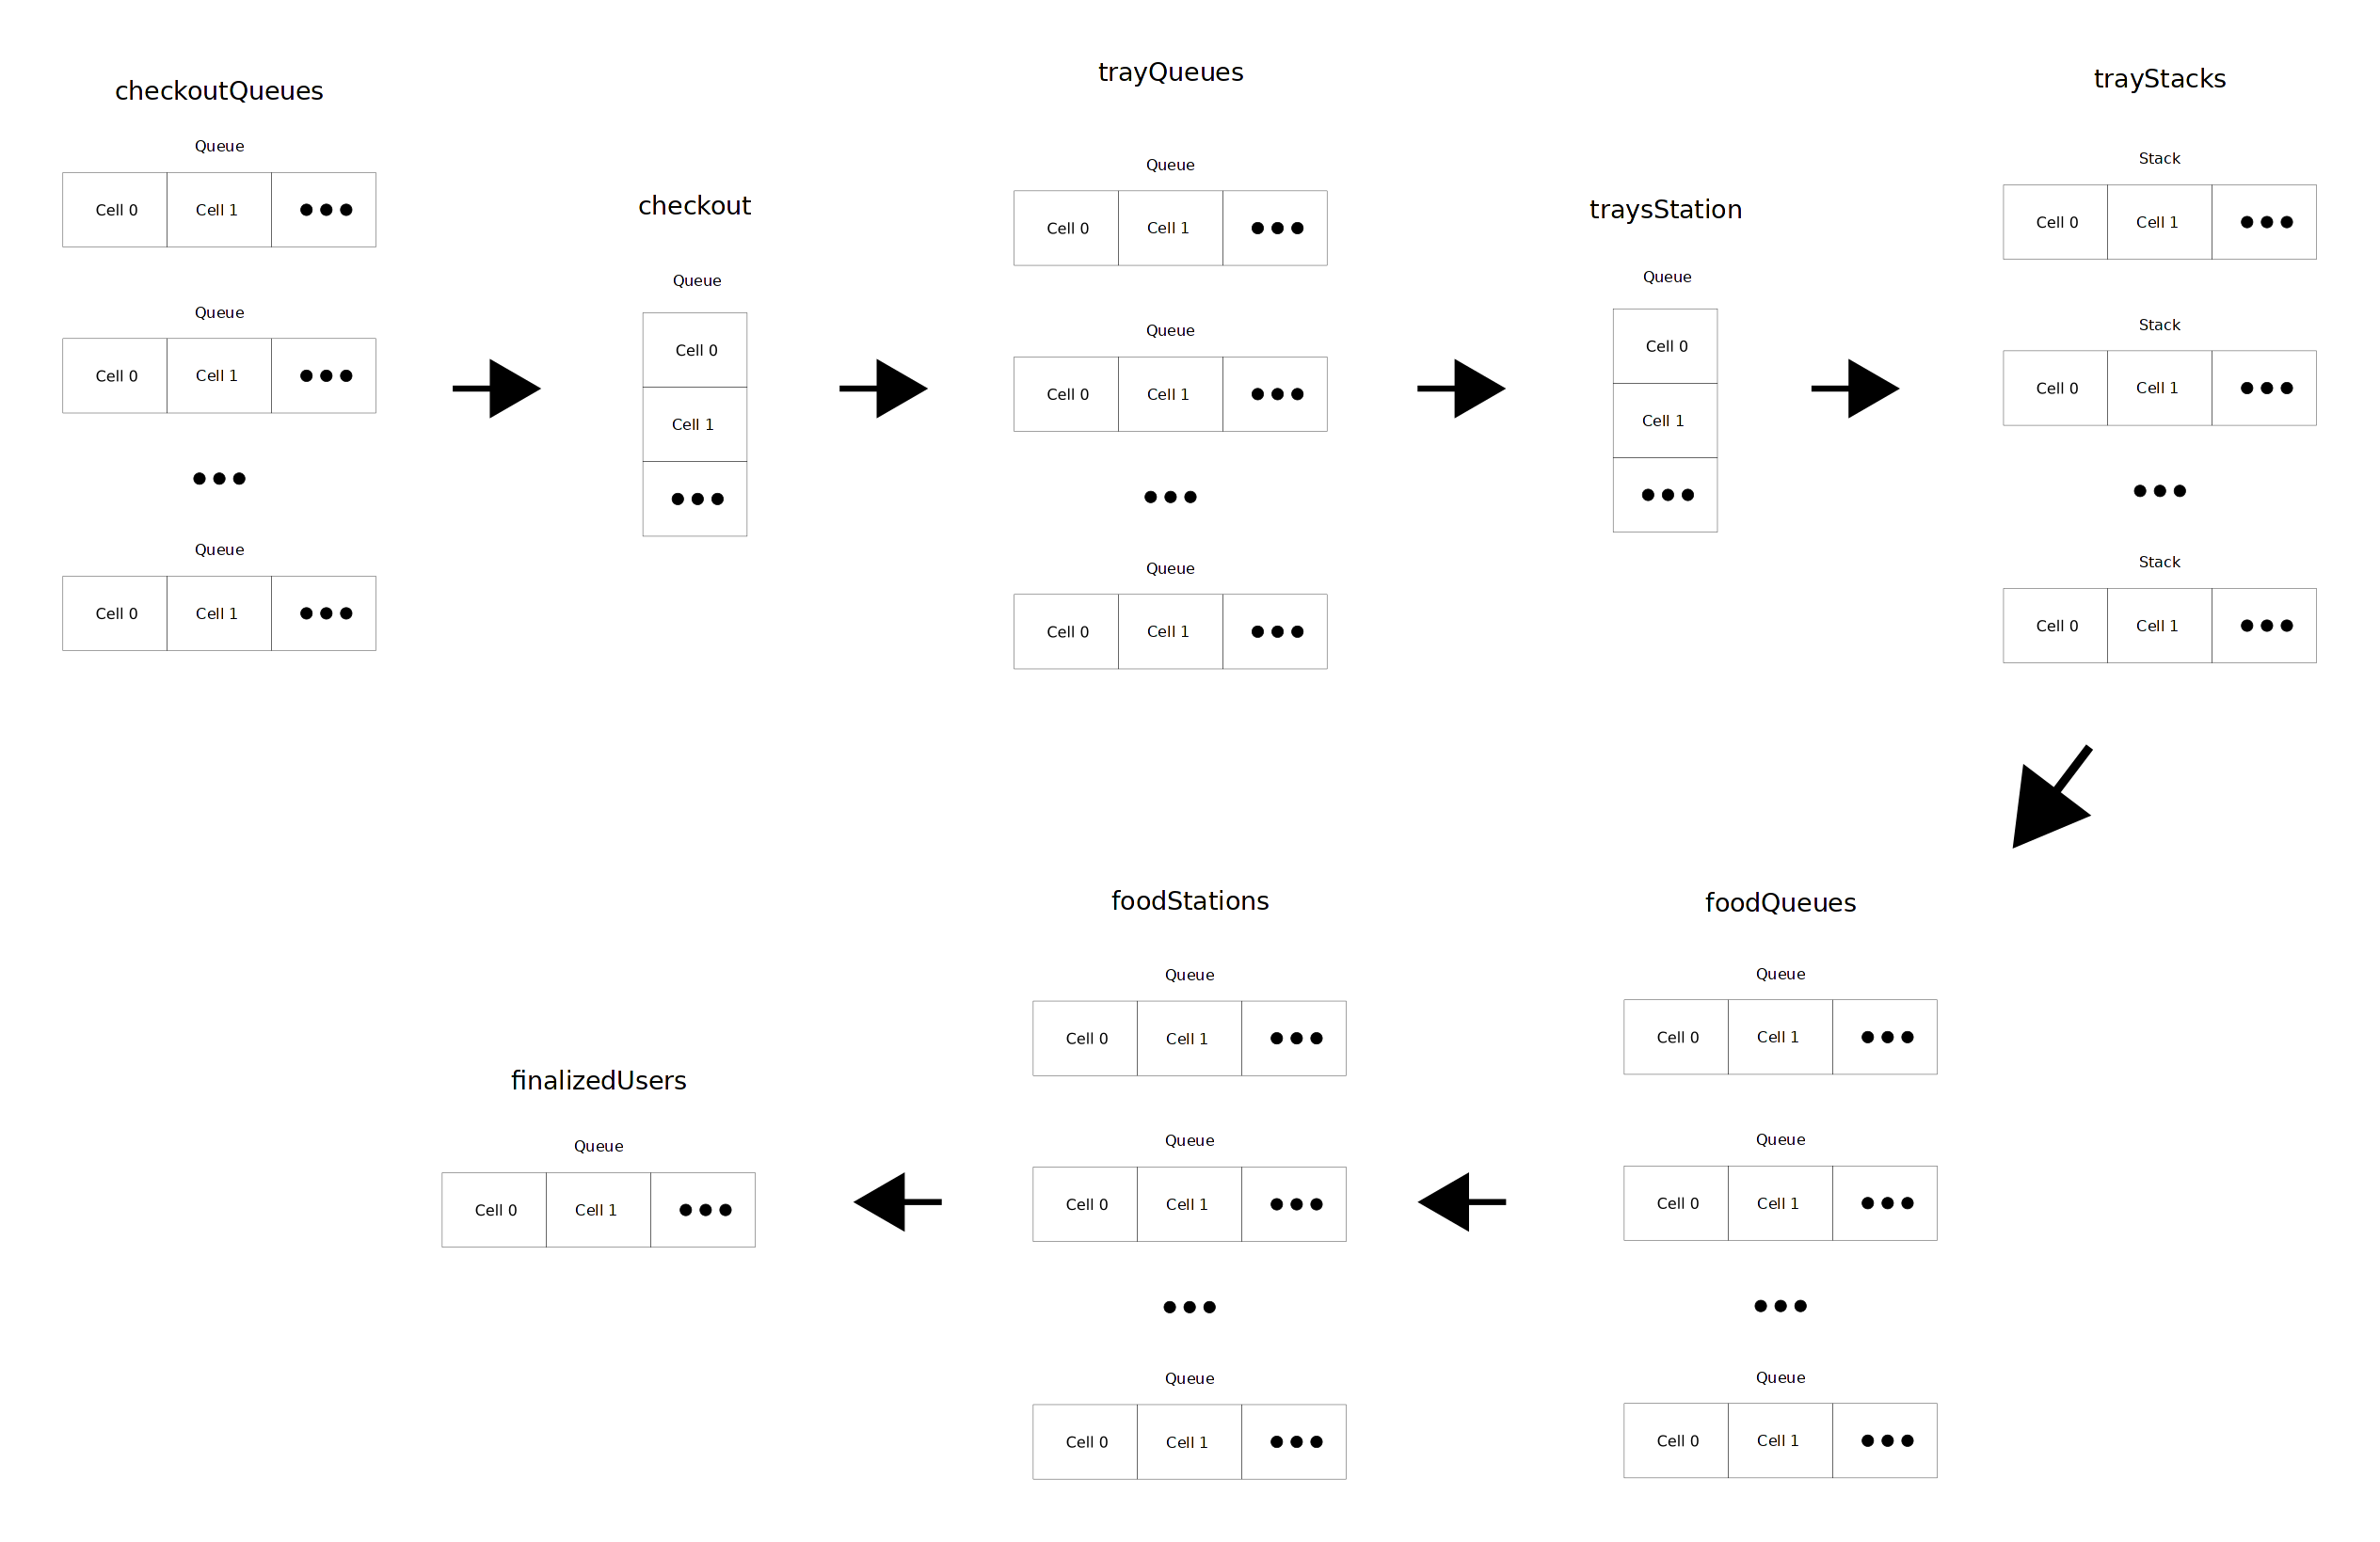 checkoutQueues
Queue
Cell 0 Cell 1
Queue
Cell 0 Cell 1
Queue
Cell 0 Cell 1
checkout
Queue
Cell 0
Cell 1
trayQueues
Queue
Cell 0 Cell 1
Queue
Cell 0 Cell 1
Queue
Cell 0 Cell 1
traysStation
Queue
Cell 0
Cell 1
trayStacks
Stack
Cell 0 Cell 1
Stack
Cell 0 Cell 1
Stack
Cell 0 Cell 1
foodQueues
Queue
Cell 0 Cell 1
Queue
Cell 0 Cell 1
Queue
Cell 0 Cell 1
foodStations
Queue
Cell 0 Cell 1
Queue
Cell 0 Cell 1
Queue
Cell 0 Cell 1
finalizedUsers
Queue
Cell 0 Cell 1